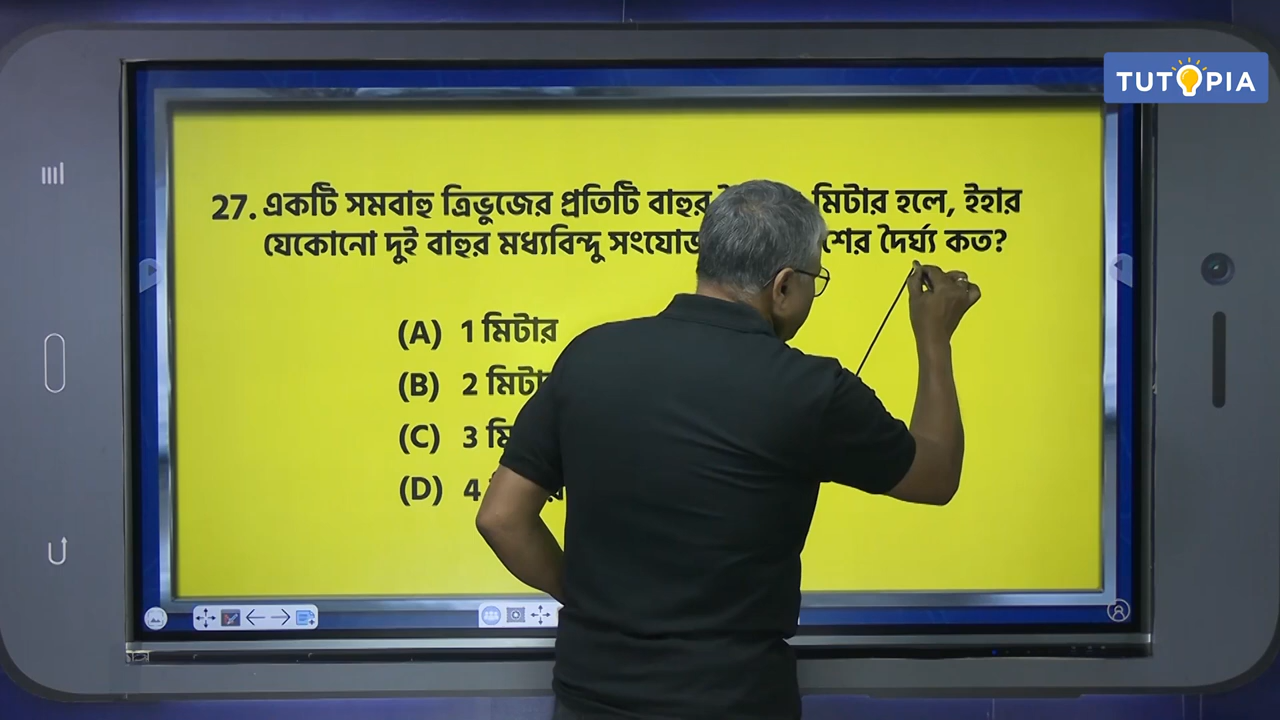 TUTOPIA
27. একটি সমবাহু ত্রিভুজের প্রতিটি বাহুর মিটার হলে, ইহার
যেকোনো দুই বাহুর মধ্যবিন্দু দৈর্ঘ্য কত?
(A) 1 মিটার
(B) 2
(C) 3
(D) 4